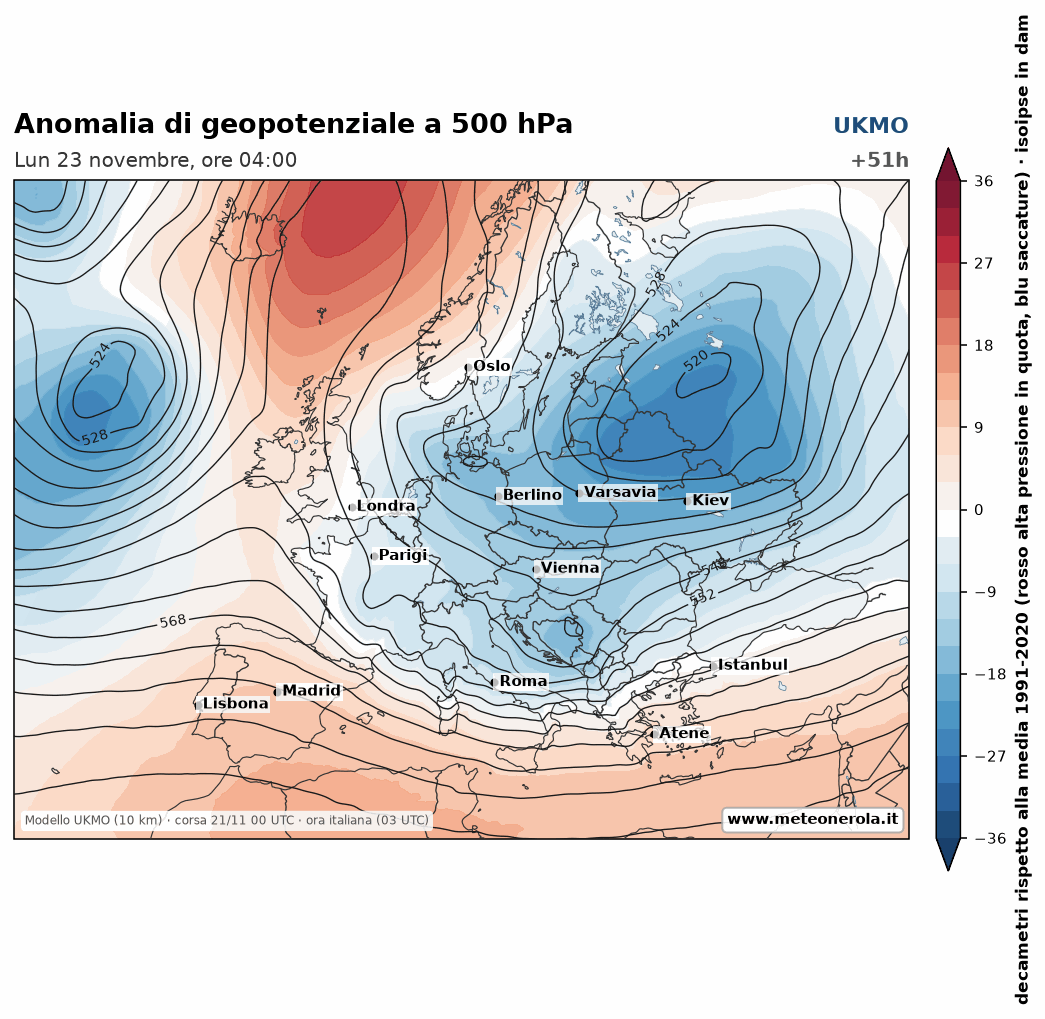 Anomalia di geopotenziale a 500 hPa
UKMO
Lun 23 novembre, ore 04:00
+51h
36
27
18
9
0
−9
−18
−27
−36
decametri rispetto alla media 1991-2020 (rosso alta pressione in quota, blu saccature) · isoipse in dam
528
524
520
524
528
Oslo
Berlino
Varsavia
Kiev
Londra
Parigi
Vienna
552
568
Istanbul
Roma
Madrid
Lisbona
Atene
Modello UKMO (10 km) · corsa 21/11 00 UTC · ora italiana (03 UTC)
www.meteonerola.it